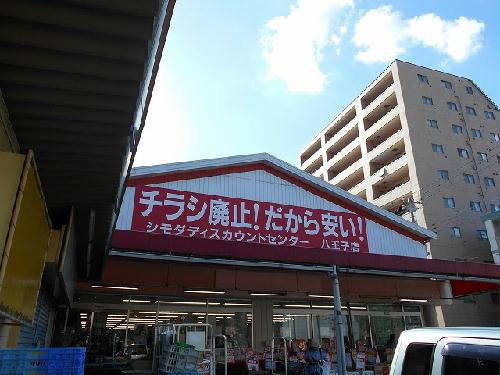 チラシ廃止!だから安い!
シモダディスカウントセンター 八王子店